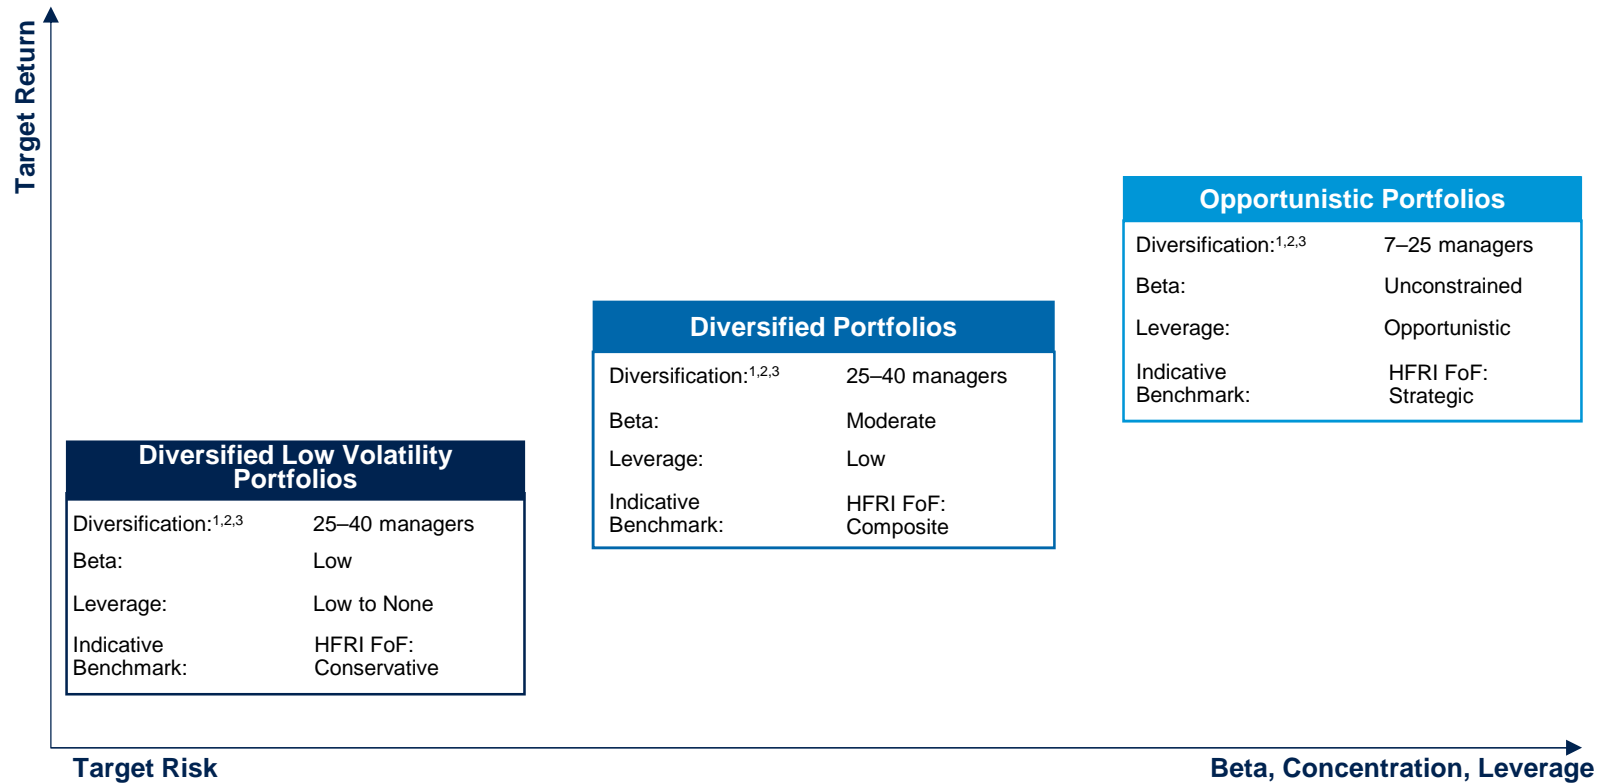 Target Return
Opportunistic Portfolios
Diversification:1,2,3 7–25 managers
Beta: Unconstrained
Leverage: Opportunistic
Indicative HFRI FoF:
Benchmark: Strategic
Diversified Portfolios
Diversification:1,2,3 25–40 managers
Beta: Moderate
Leverage: Low
Indicative HFRI FoF:
Benchmark: Composite
Diversified Low Volatility
Portfolios
Diversification:1,2,3 25–40 managers
Beta: Low
Leverage: Low to None
Indicative HFRI FoF:
Benchmark: Conservative
Target Risk
Beta, Concentration, Leverage